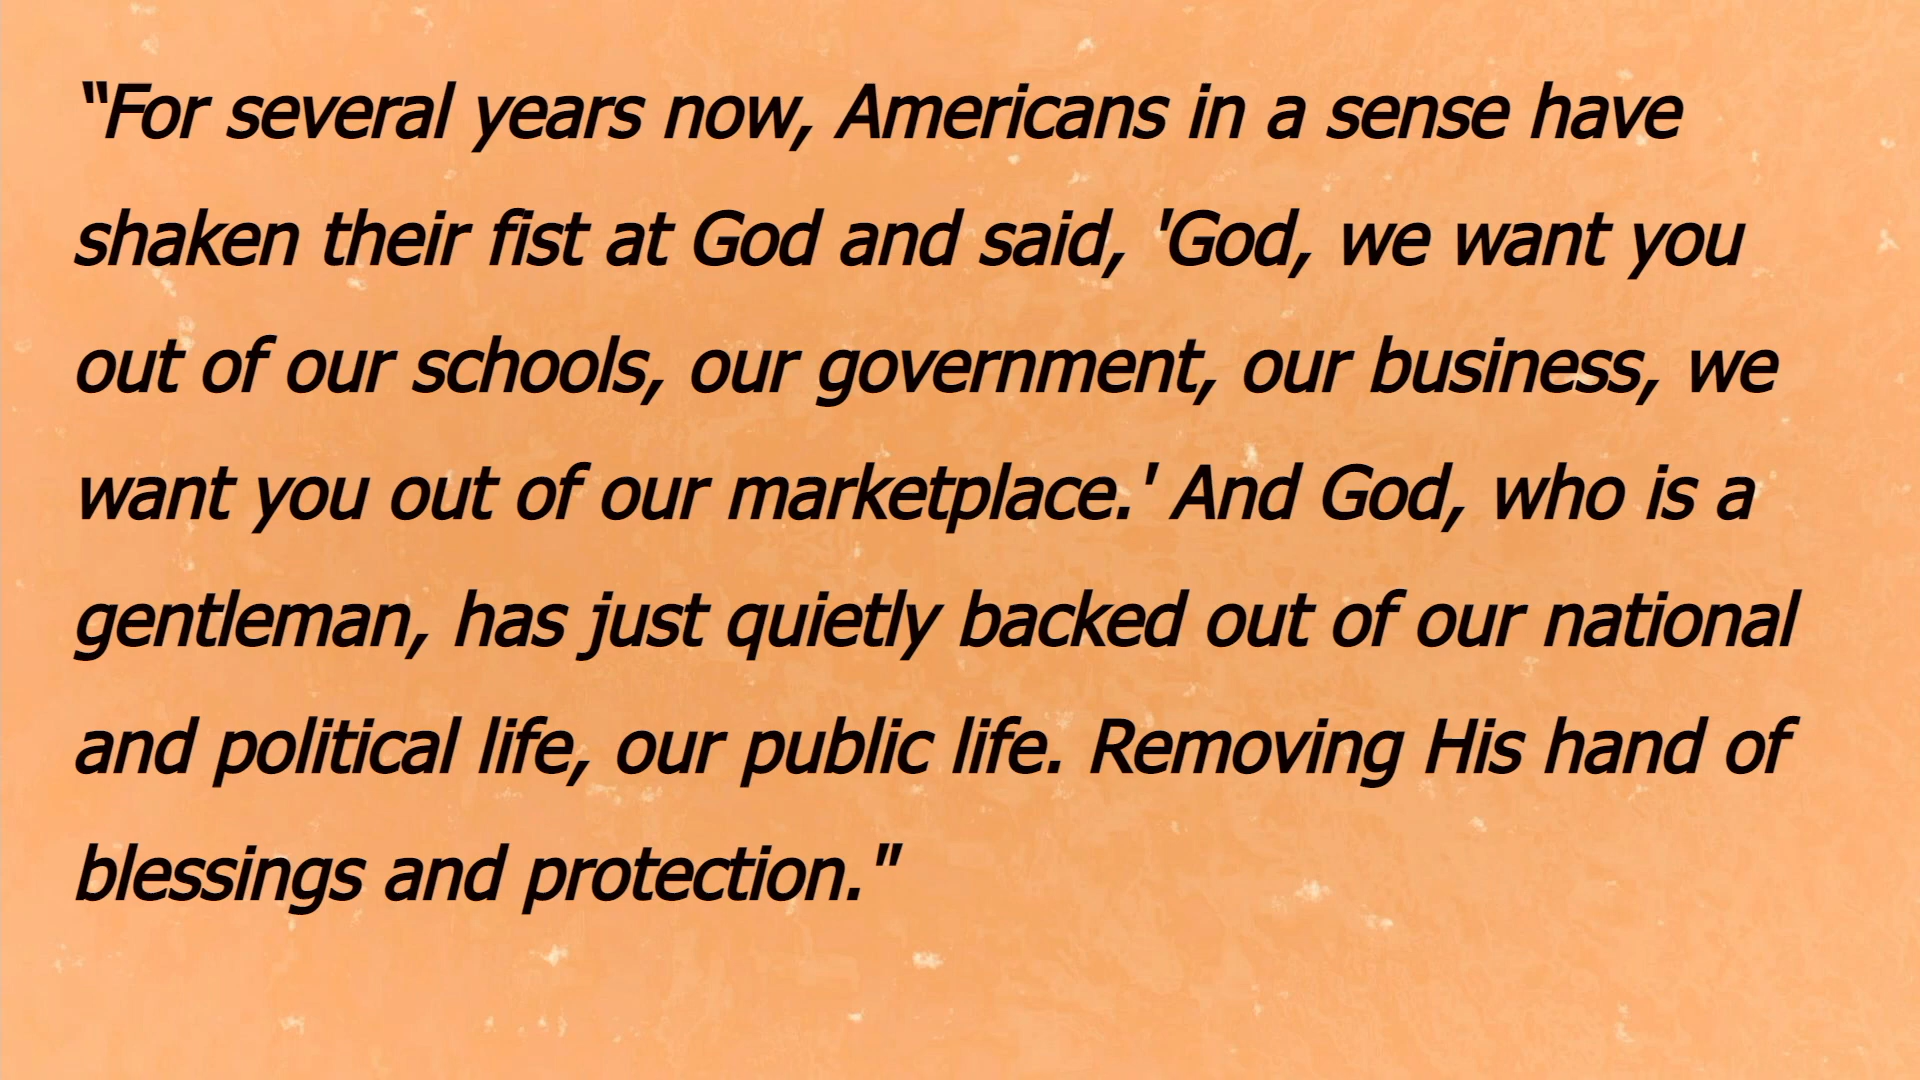 “For several years now, Americans in a sense have
shaken their fist at God and said, 'God, we want you
out of our schools, our government, our business, we
want you out of our marketplace.' And God, who is a
gentleman, has just quietly backed out of our national
and political life, our public life. Removing His hand of
blessings and protection."